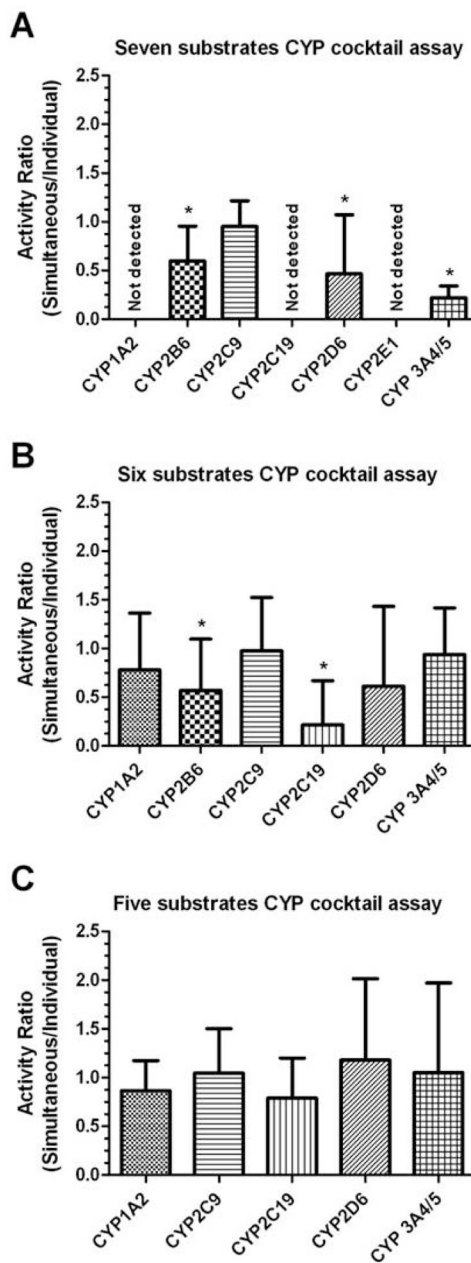 A
Seven substrates CYP cocktail assay
Activity Ratio
(Simultaneous/Individual)
2.5
2.0
1.5
1.0
0.5
0.0
Not detected
*
Not detected
*
Not detected
*
CYP1A2
CYP2B6
CYP2C9
CYP2C19
CYP2D6
CYP2E1
CYP 3A4/5
B
Six substrates CYP cocktail assay
Activity Ratio
(Simultaneous/Individual)
2.5
2.0
1.5
1.0
0.5
0.0
*
*
CYP1A2
CYP2B6
CYP2C9
CYP2C19
CYP2D6
CYP 3A4/5
C
Five substrates CYP cocktail assay
Activity Ratio
(Simultaneous/Individual)
2.5
2.0
1.5
1.0
0.5
0.0
CYP1A2
CYP2C9
CYP2C19
CYP2D6
CYP 3A4/5